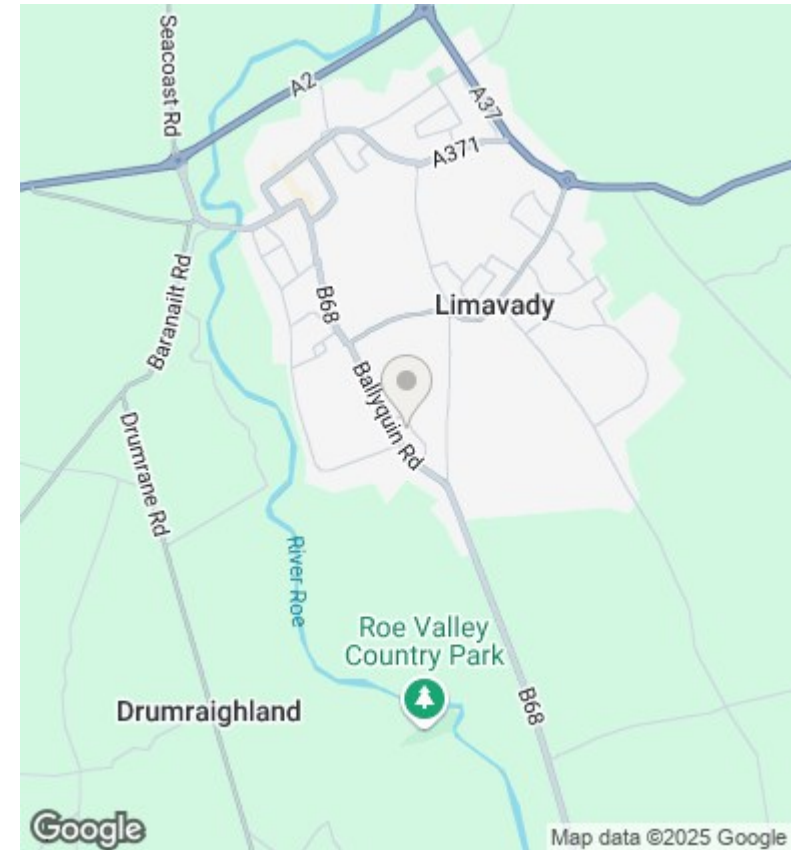 Seacoast Rd
A2
A37
A371
Baranailt Rd
B68
Limavady
Ballyquin Rd
Drumrane Rd
River Roe
Roe Valley
Country Park
B68
Drumraighland
Google
Map data ©2025 Google